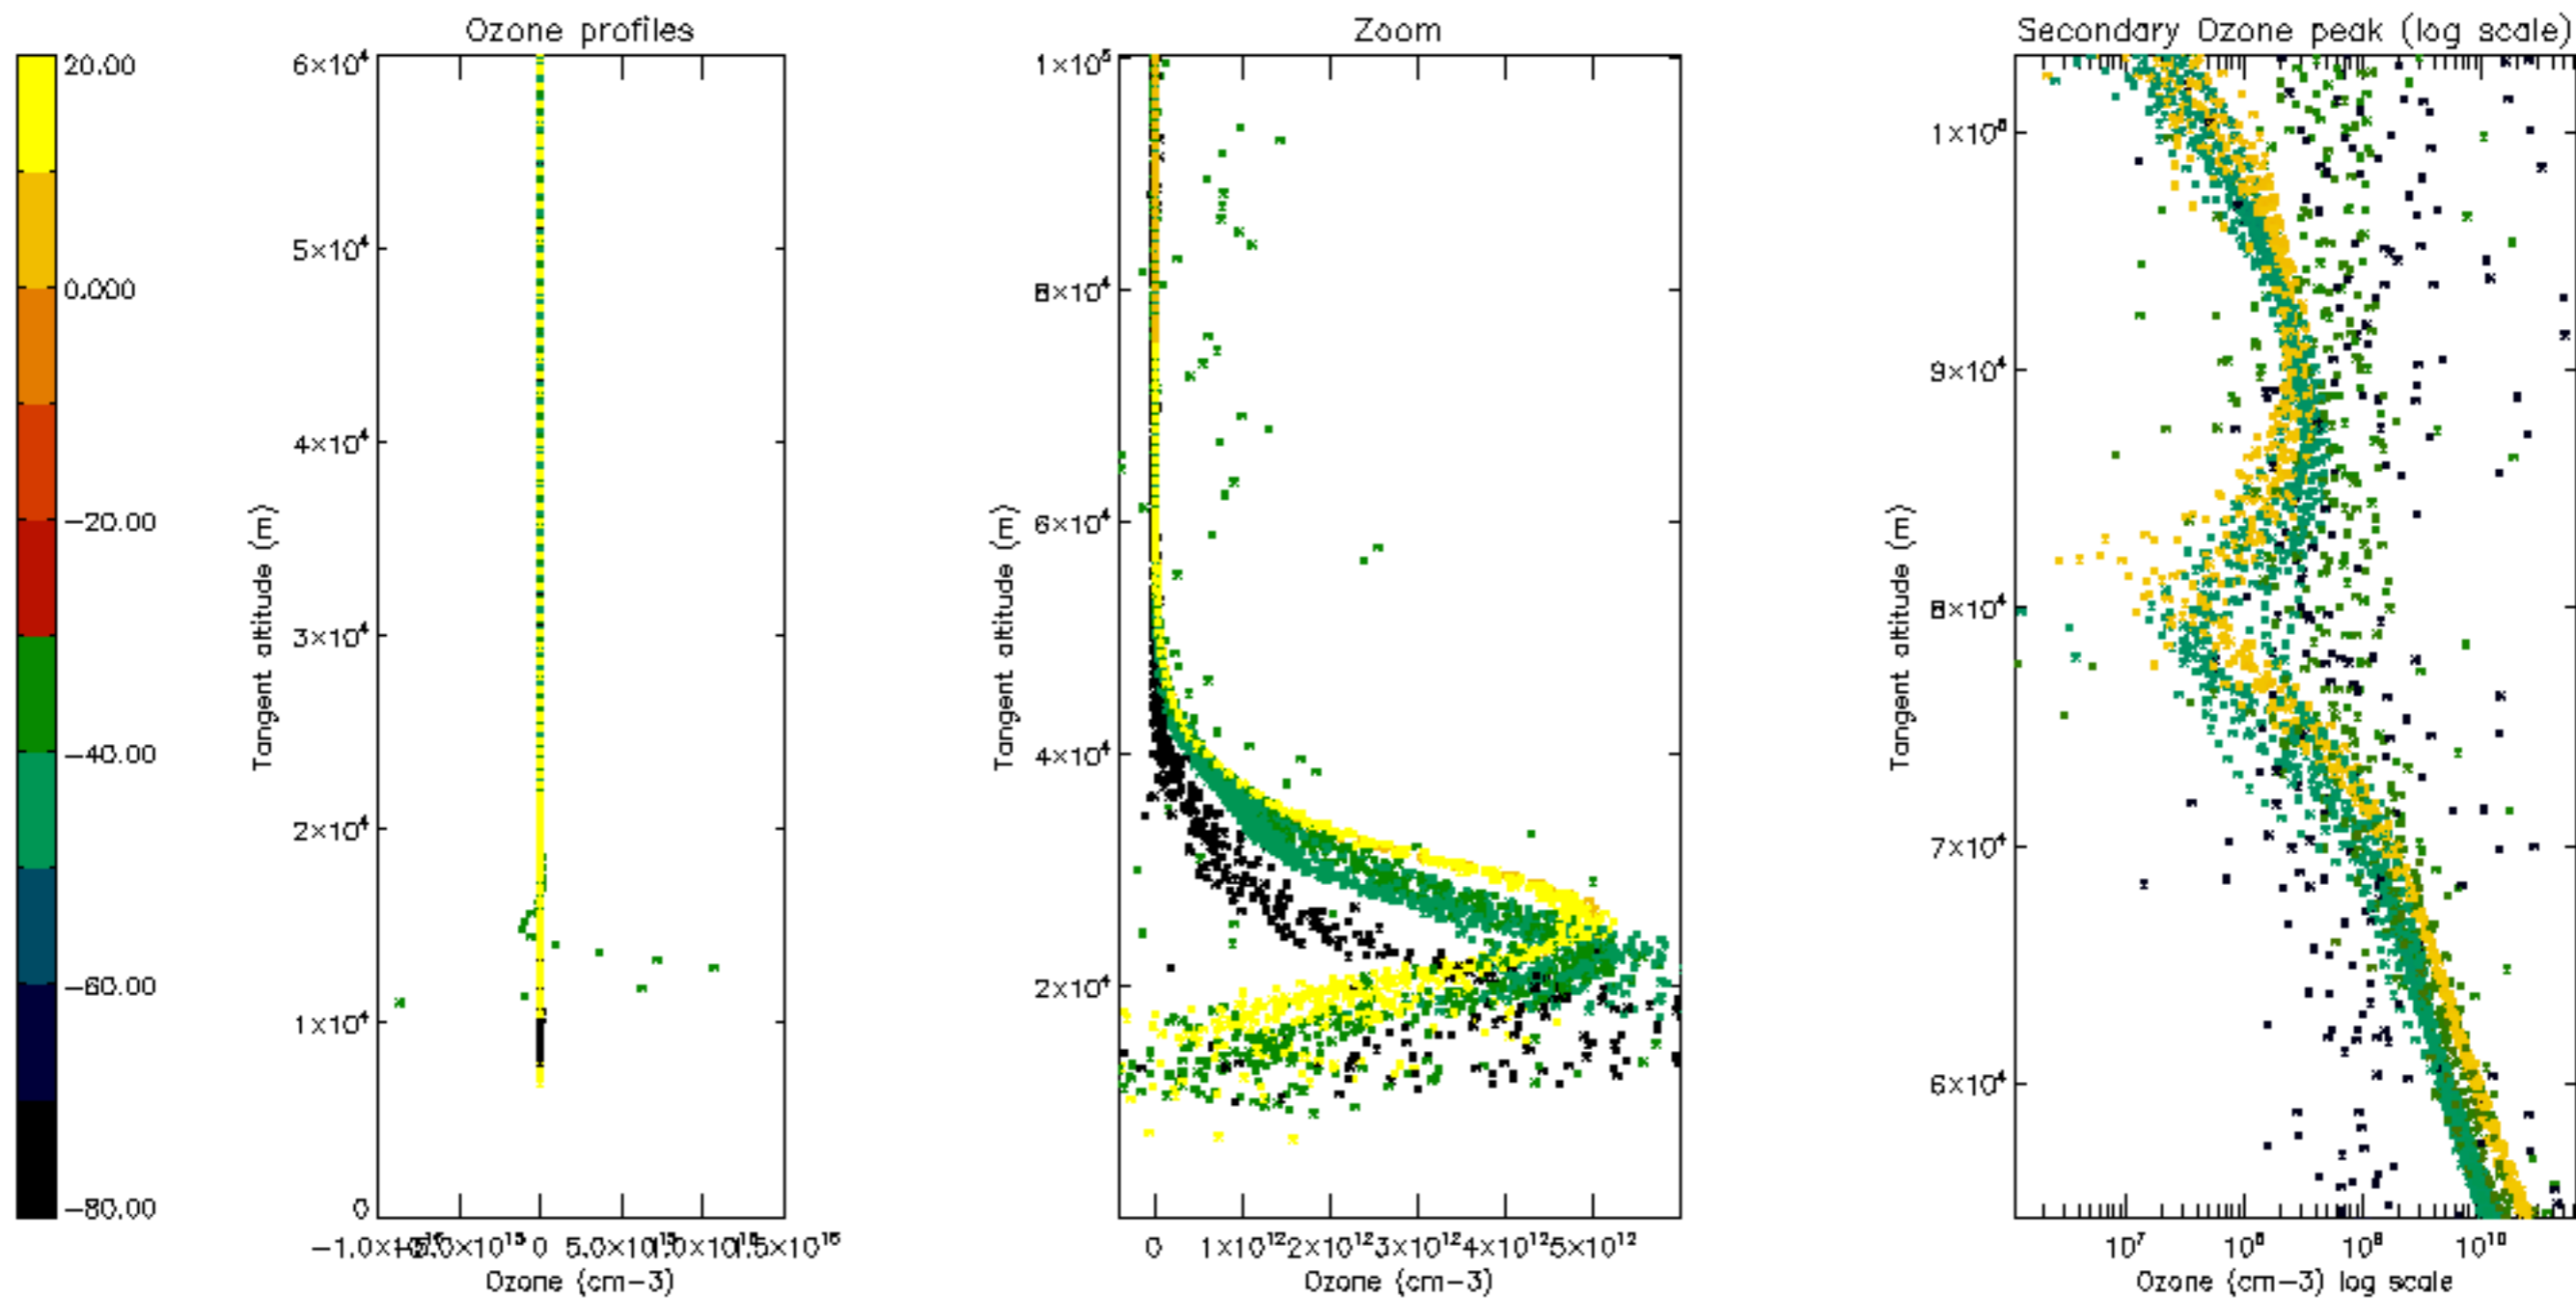 Ozone profiles
Zoom
Secondary Ozone peak (log scale)
20.00
0.000
−20.00
−40.00
−60.00
−80.00
6×10⁴
5×10⁴
4×10⁴
3×10⁴
2×10⁴
1×10⁴
0
Tangent altitude (m)
0
Ozone (cm−3)
1×10⁵
8×10⁴
6×10⁴
4×10⁴
2×10⁴
Tangent altitude (m)
0 1×10¹² 2×10¹² 3×10¹² 4×10¹² 5×10¹²
Ozone (cm−3)
9×10⁴
8×10⁴
7×10⁴
6×10⁴
Tangent altitude (m)
10⁷ 10⁸ 10⁹ 10¹⁰
Ozone (cm−3) log scale